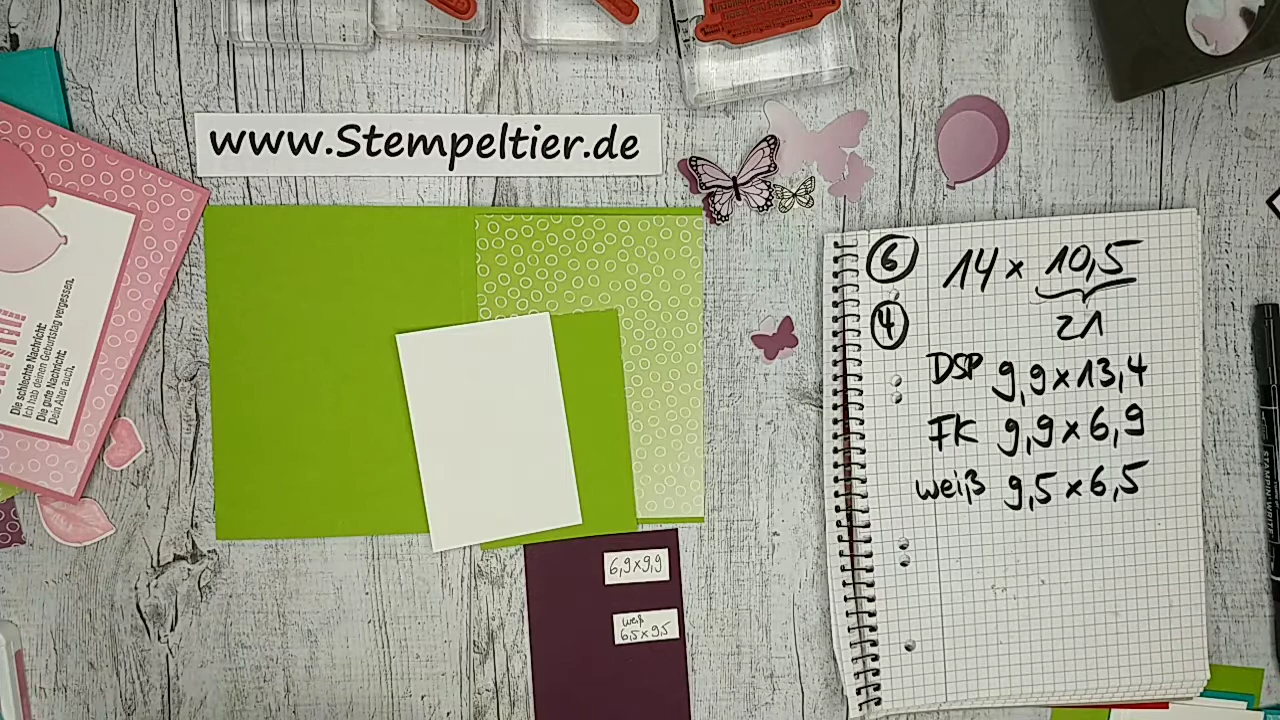 www.Stempeltier.de
⑥ 14 x 10,5
④ 21
DSP 9,9 x 13,4
FK 9,9 x 6,9
weiß 9,5 x 6,5
Die schlechte Nachricht:
Ich hab deinen Geburtstag vergessen.
Die gute Nachricht:
Dein Alter auch.
6,9 x 9,9
weiß
6,5 x 9,5
STAMPIN' WRITE